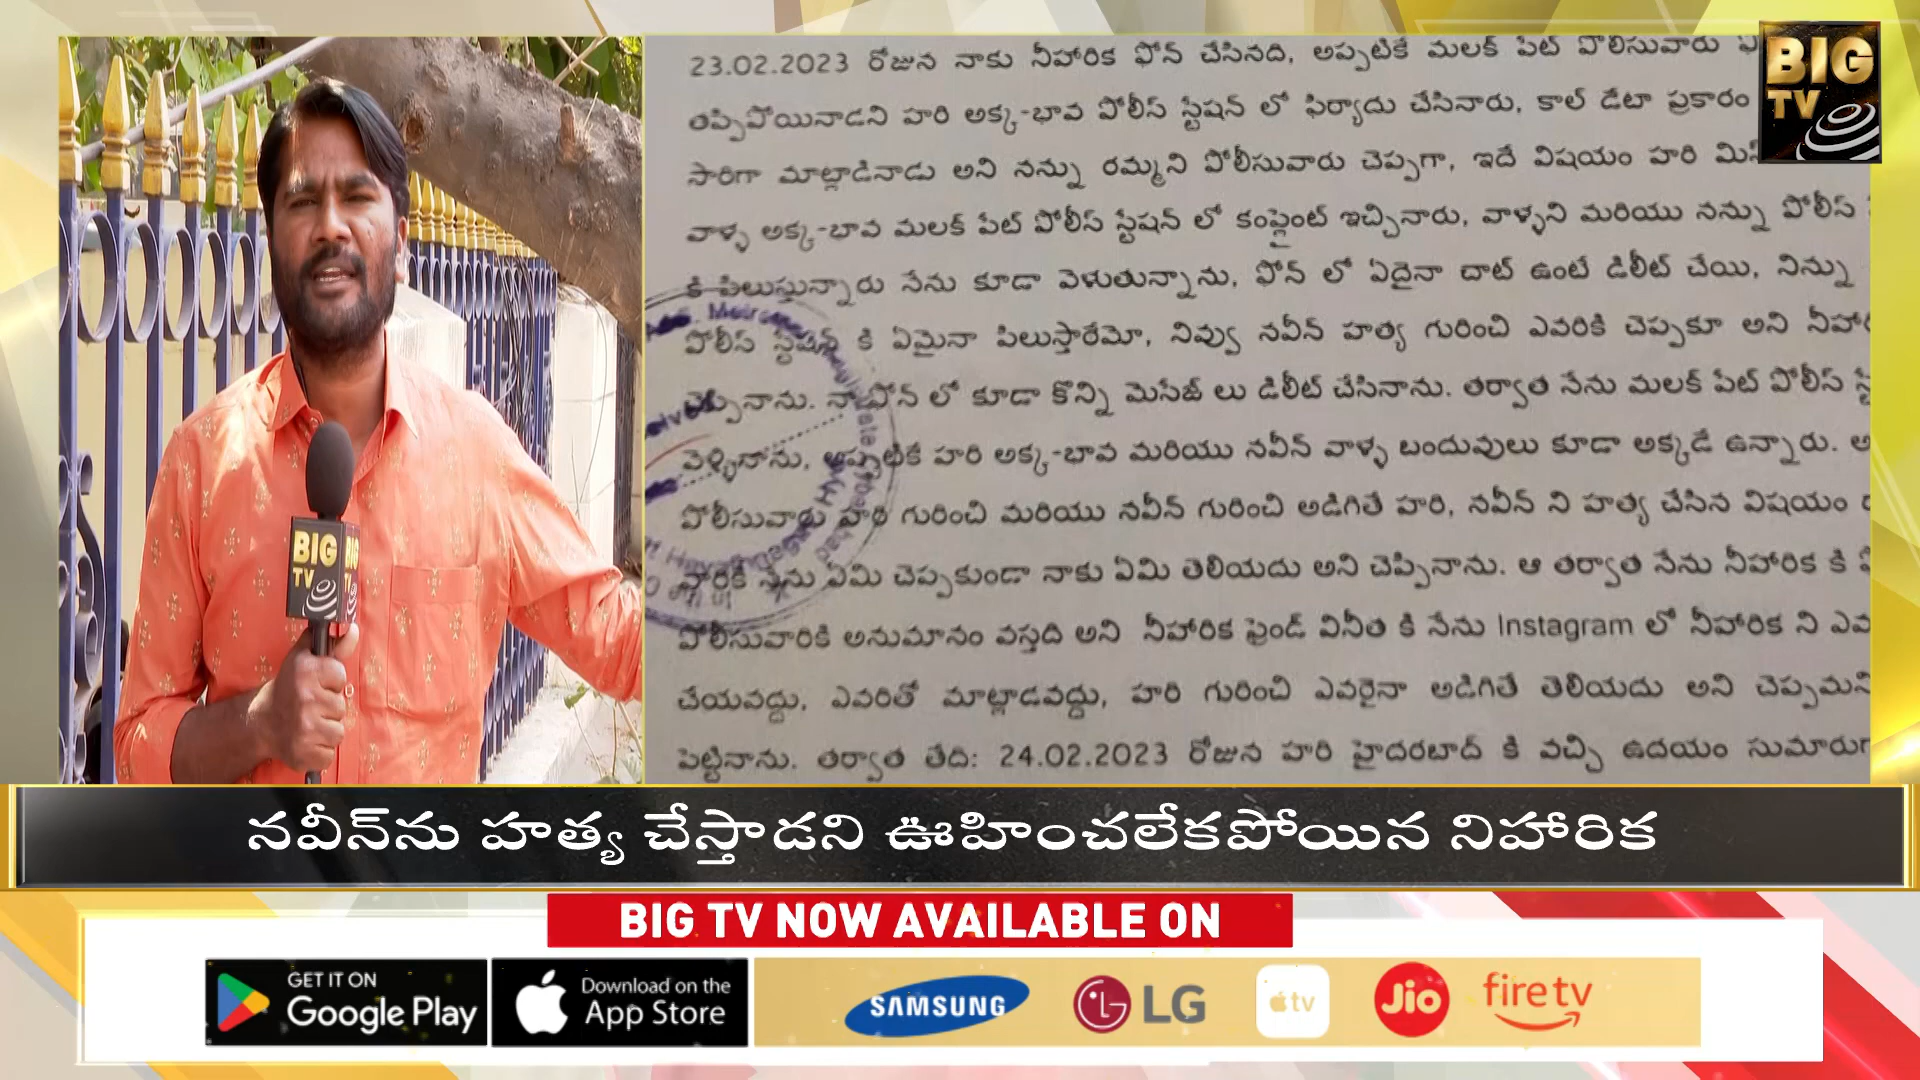 23.02.2023 రోజున నాకు నీహారిక ఫోన్ చేసినది, అప్పటికే మలక్ పేట్ పోలీసువారు
తప్పిపోయినాడని హరి అక్క-భావ పోలీస్ స్టేషన్ లో ఫిర్యాదు చేసినారు, కాల్ డేటా ప్రకారం
సారిగా మాట్లాడినాడు అని నన్ను రమ్మని పోలీసువారు చెప్పగా, ఇదే విషయం హరి
వాళ్ళ అక్క-భావ మలక్ పేట్ పోలీస్ స్టేషన్ లో కంప్లైంట్ ఇచ్చినారు, వాళ్ళని మరియు నన్ను పోలీస్
కి పిలుస్తున్నారు నేను కూడా వెళుతున్నాను, ఫోన్ లో ఏదైనా చాట్ ఉంటే డిలీట్ చేయి, నిన్ను
పోలీస్ స్టేషన్ కి ఏమైనా పిలుస్తారేమో, నివ్వు నవీన్ హత్య గురించి ఎవరికి చెప్పకూ అని
చెప్పినాను. నా ఫోన్ లో కూడా కొన్ని మెసేజ్ లు డిలీట్ చేసినాను. తర్వాత నేను మలక్ పేట్ పోలీస్
వెళ్ళినాను, అప్పటికే హరి అక్క-భావ మరియు నవీన్ వాళ్ళ బందువులు కూడా అక్కడే ఉన్నారు.
పోలీసువారు హరి గురించి మరియు నవీన్ గురించి అడిగితే హరి, నవీన్ ని హత్య చేసిన విషయం
వారికి నేను ఏమి చెప్పకుండా నాకు ఏమి తెలియదు అని చెప్పినాను. ఆ తర్వాత నేను నీహారిక కి
పోలీసువారికి అనుమానం వస్తది అని నీహారిక ఫ్రెండ్ వినీత కి నేను Instagram లో నీహారిక ని
చేయవద్దు, ఎవరితో మాట్లాడవద్దు, హరి గురించి ఎవరైనా అడిగితే తెలియదు అని చెప్పమని
పెట్టినాను. తర్వాత తేది: 24.02.2023 రోజున హరి హైదరబాద్ కి వచ్చి ఉదయం
BIG
TV
BIG
TV
నవీన్‌ను హత్య చేస్తాడని ఊహించలేకపోయిన నిహారిక
BIG TV NOW AVAILABLE ON
GET IT ON
Google Play
Download on the
App Store
SAMSUNG
LG
tv
Jio
fire tv